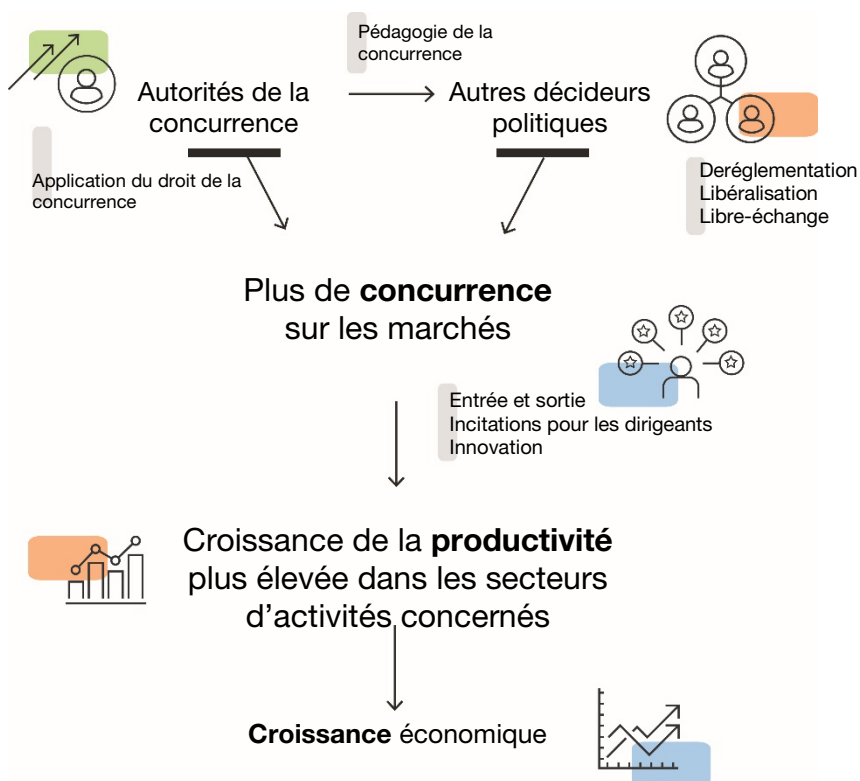 Pédagogie de la
concurrence
Autorités de la
concurrence
Autres décideurs
politiques
Application du droit de la
concurrence
Deréglementation
Libéralisation
Libre-échange
Plus de concurrence
sur les marchés
Entrée et sortie
Incitations pour les dirigeants
Innovation
Croissance de la productivité
plus élevée dans les secteurs
d’activités concernés
Croissance économique